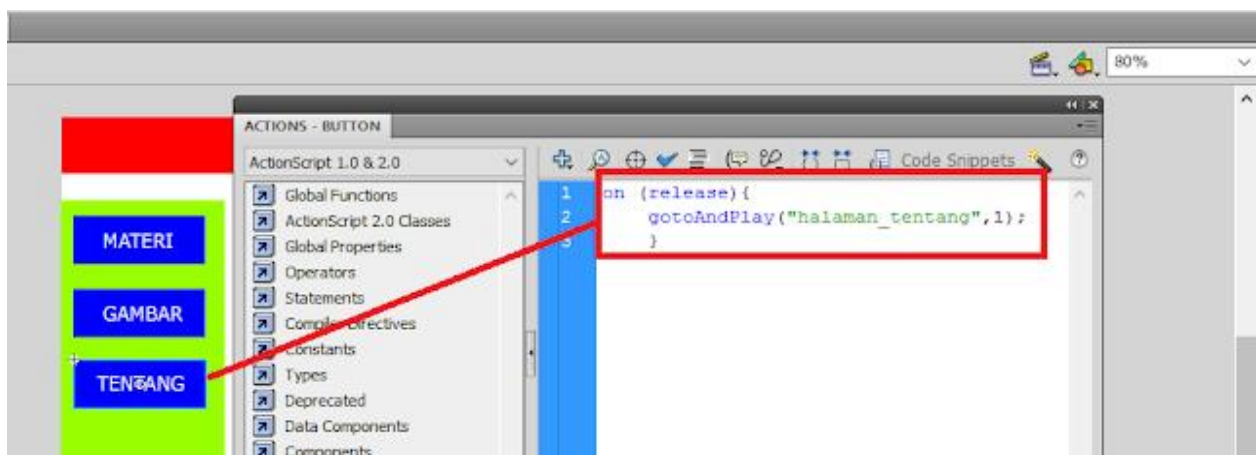 80%
ACTIONS - BUTTON
ActionScript 1.0 & 2.0
Code Snippets
Global Functions
ActionScript 2.0 Classes
Global Properties
Operators
Statements
Compiler Directives
Constants
Types
Deprecated
Data Components
Components
1 on (release){
2 gotoAndPlay("halaman_tentang",1);
3 }
MATERI
GAMBAR
TENTANG